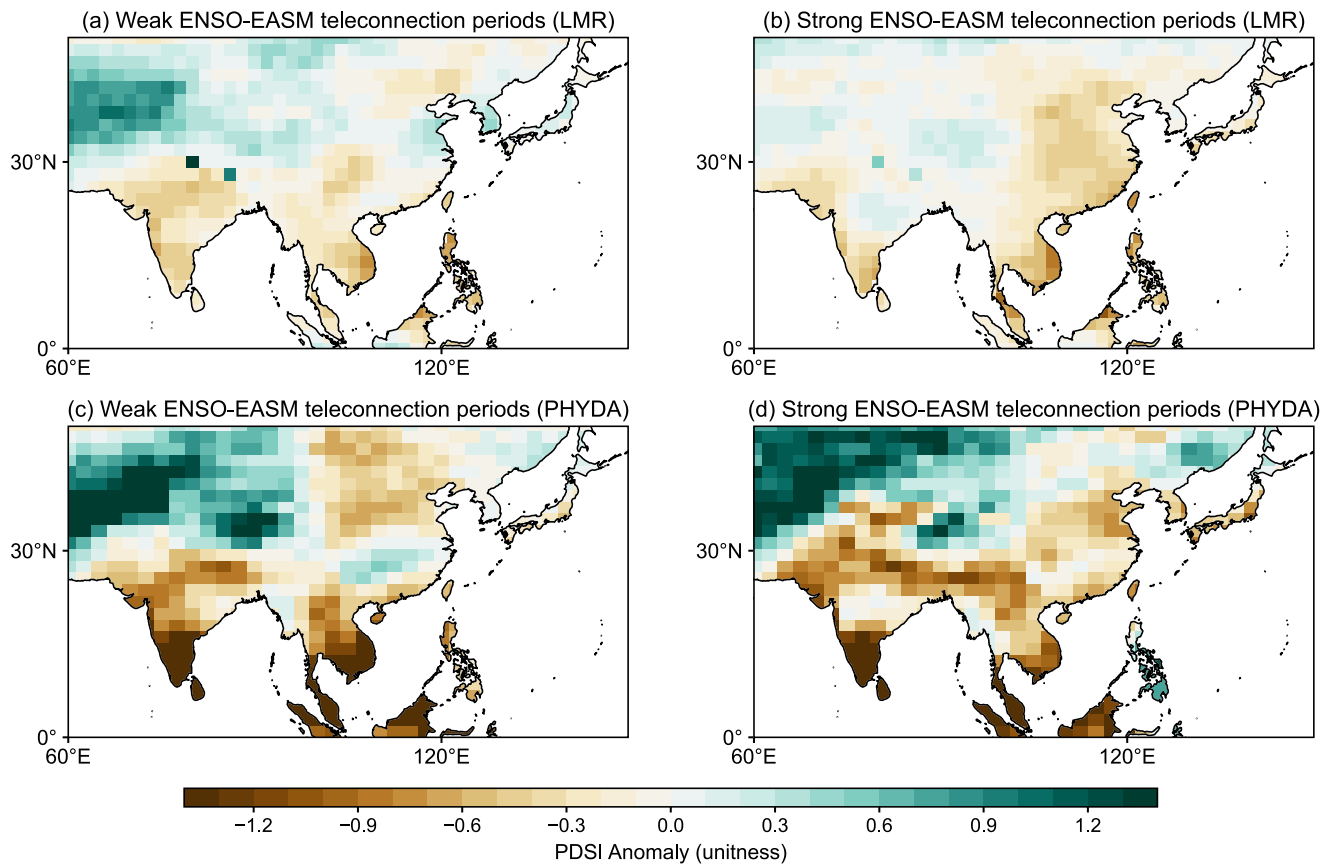 (a) Weak ENSO-EASM teleconnection periods (LMR)
(b) Strong ENSO-EASM teleconnection periods (LMR)
30°N
30°N
0°
0°
60°E
120°E
60°E
120°E
(c) Weak ENSO-EASM teleconnection periods (PHYDA)
(d) Strong ENSO-EASM teleconnection periods (PHYDA)
30°N
30°N
0°
0°
60°E
120°E
60°E
120°E
−1.2 −0.9 −0.6 −0.3 0.0 0.3 0.6 0.9 1.2
PDSI Anomaly (unitness)